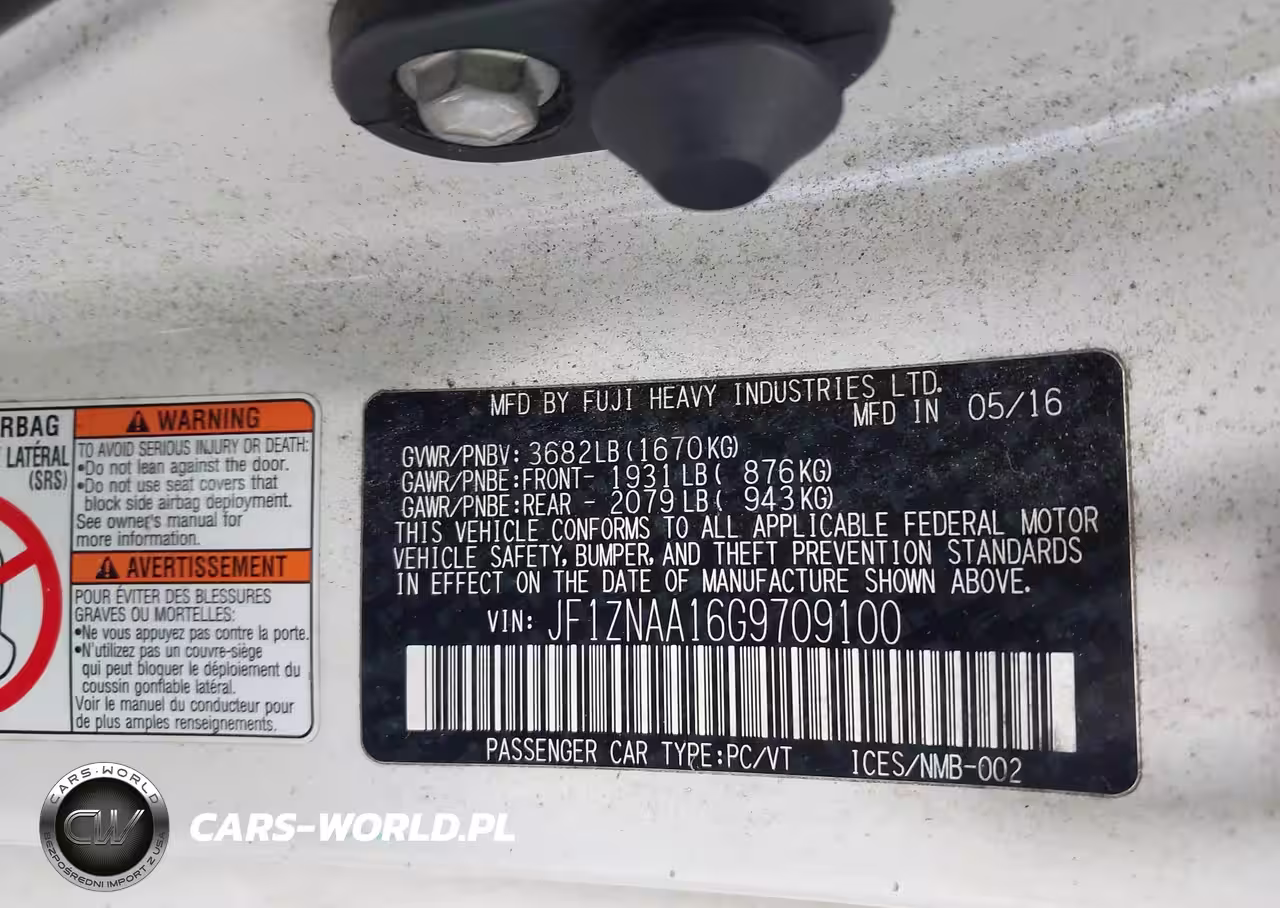 RBAG
LATÉRAL
(SRS)
WARNING
TO AVOID SERIOUS INJURY OR DEATH:
•Do not lean against the door.
•Do not use seat covers that
block side airbag deployment.
See owner's manual for
more information.
AVERTISSEMENT
POUR ÉVITER DES BLESSURES
GRAVES OU MORTELLES:
•Ne vous appuyez pas contre la porte.
•N'utilizez pas un couvre-siège
qui peut bloquer le déploiement du
coussin gonflable latéral.
Voir le manuel du conducteur pour
de plus amples renseignements.
MFD BY FUJI HEAVY INDUSTRIES LTD.
MFD IN 05/16
GVWR/PNBV: 3682LB(1670KG)
GAWR/PNBE:FRONT- 1931LB( 876KG)
GAWR/PNBE:REAR - 2079LB( 943KG)
THIS VEHICLE CONFORMS TO ALL APPLICABLE FEDERAL MOTOR
VEHICLE SAFETY, BUMPER, AND THEFT PREVENTION STANDARDS
IN EFFECT ON THE DATE OF MANUFACTURE SHOWN ABOVE.
VIN: JF1ZNAA16G9709100
PASSENGER CAR TYPE:PC/VT ICES/NMB-002
CARS-WORLD
CW
BEZPOŚREDNI IMPORT Z USA
CARS-WORLD.PL